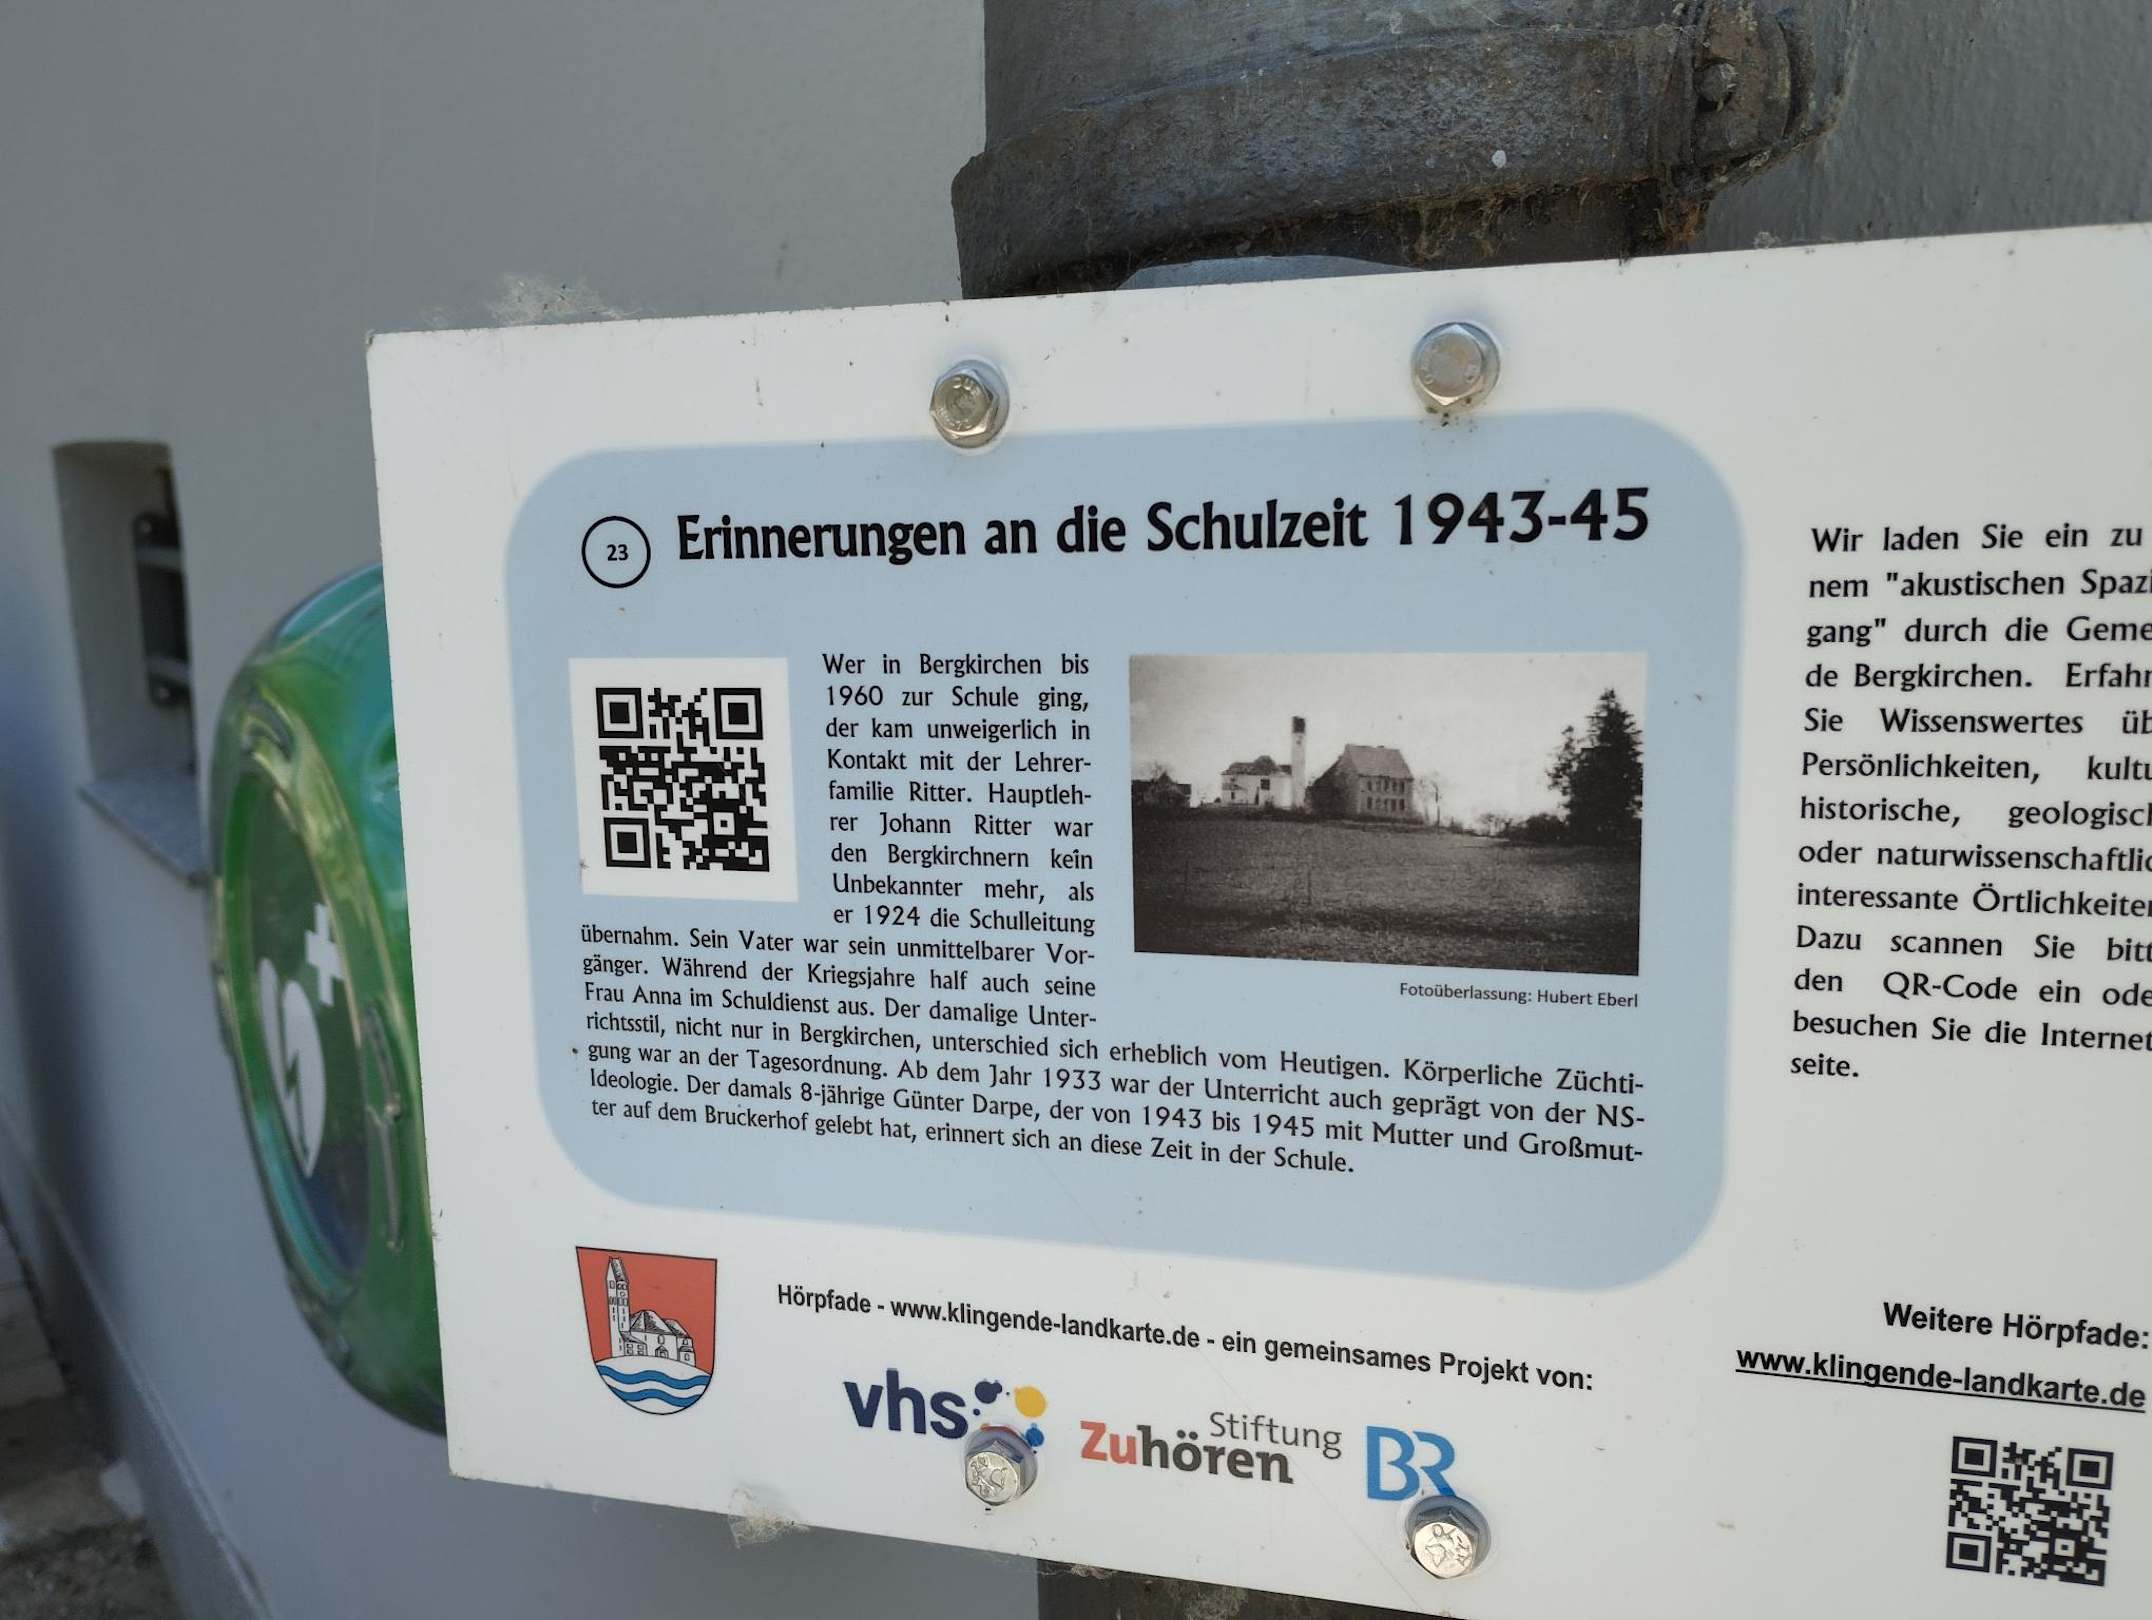 23
Erinnerungen an die Schulzeit 1943-45
Wer in Bergkirchen bis
1960 zur Schule ging,
der kam unweigerlich in
Kontakt mit der Lehrer-
familie Ritter. Hauptleh-
rer Johann Ritter war
den Bergkirchnern kein
Unbekannter mehr, als
er 1924 die Schulleitung
übernahm. Sein Vater war sein unmittelbarer Vor-
gänger. Während der Kriegsjahre half auch seine
Frau Anna im Schuldienst aus. Der damalige Unter-
richtsstil, nicht nur in Bergkirchen, unterschied sich erheblich vom Heutigen. Körperliche Züchti-
gung war an der Tagesordnung. Ab dem Jahr 1933 war der Unterricht auch geprägt von der NS-
Ideologie. Der damals 8-jährige Günter Darpe, der von 1943 bis 1945 mit Mutter und Großmut-
ter auf dem Bruckerhof gelebt hat, erinnert sich an diese Zeit in der Schule.
Fotoüberlassung: Hubert Eberl
Hörpfade - www.klingende-landkarte.de - ein gemeinsames Projekt von:
vhs
Stiftung
Zuhören
BR
Wir laden Sie ein zu
nem "akustischen Spazi
gang" durch die Geme
de Bergkirchen. Erfahr
Sie Wissenswertes üb
Persönlichkeiten, kultu
historische, geologisch
oder naturwissenschaftlic
interessante Örtlichkeiten
Dazu scannen Sie bitt
den QR-Code ein ode
besuchen Sie die Internet
seite.
Weitere Hörpfade:
www.klingende-landkarte.de